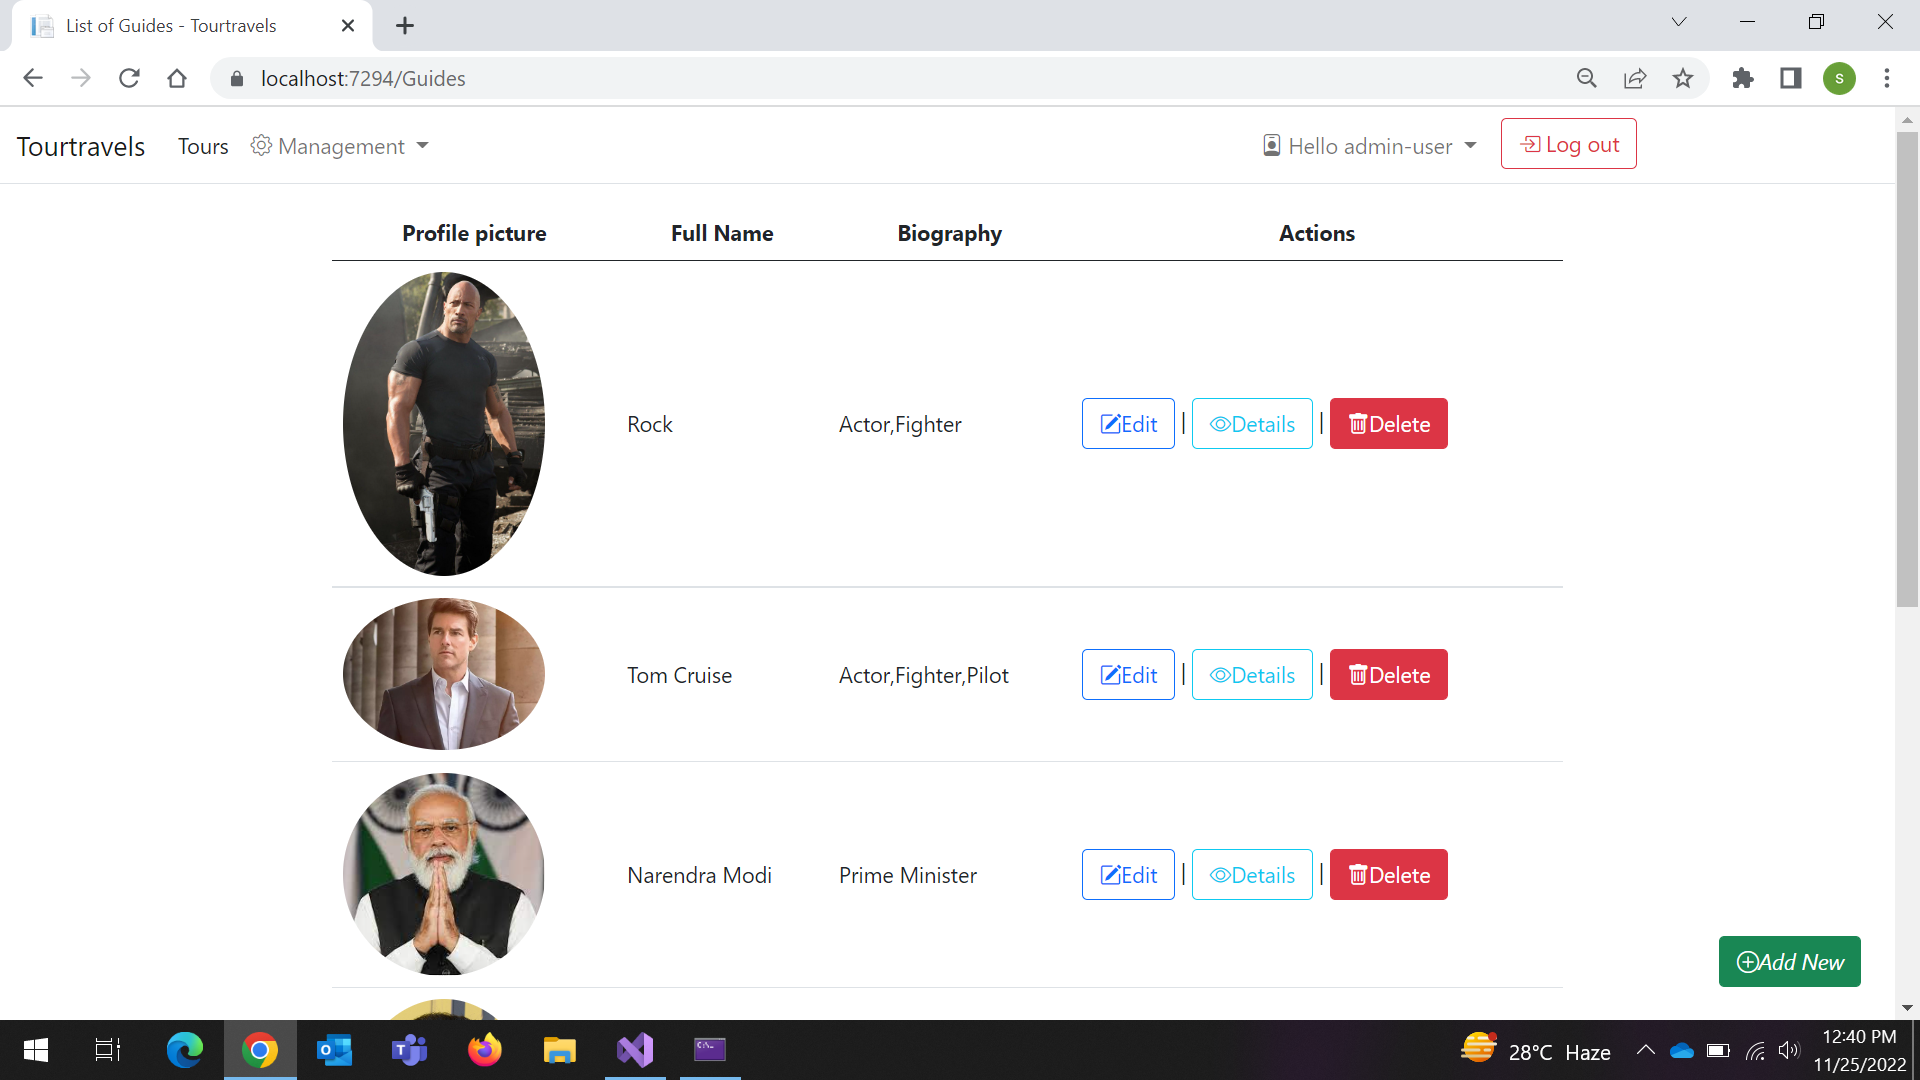 List of Guides - Tourtravels
localhost:7294/Guides
S
Tourtravels Tours Management Hello admin-user Log out
Profile picture Full Name Biography Actions
Rock Actor,Fighter Edit | Details | Delete
Tom Cruise Actor,Fighter,Pilot Edit | Details | Delete
Narendra Modi Prime Minister Edit | Details | Delete
Add New
28°C Haze
12:40 PM
11/25/2022